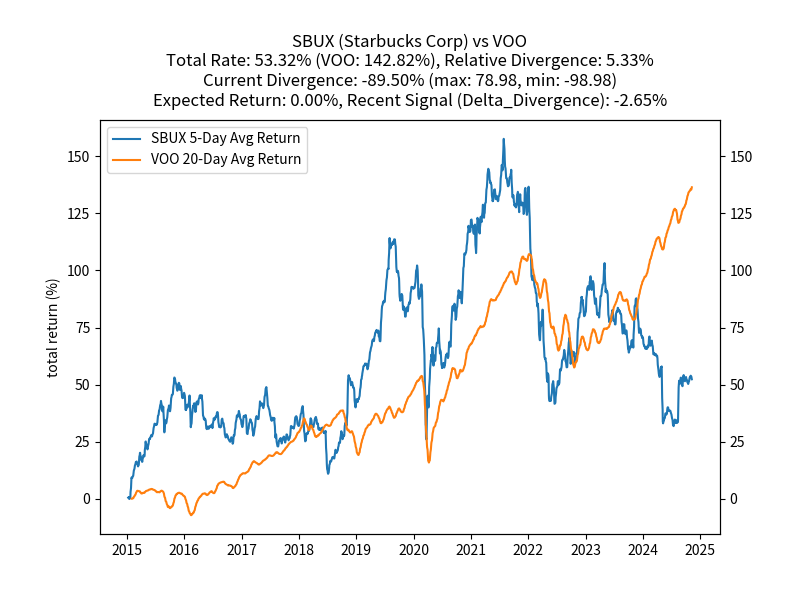 SBUX (Starbucks Corp) vs VOO
Total Rate: 53.32% (VOO: 142.82%), Relative Divergence: 5.33%
Current Divergence: -89.50% (max: 78.98, min: -98.98)
Expected Return: 0.00%, Recent Signal (Delta_Divergence): -2.65%
SBUX 5-Day Avg Return
VOO 20-Day Avg Return
total return (%)
150
125
100
75
50
25
0
150
125
100
75
50
25
0
2015 2016 2017 2018 2019 2020 2021 2022 2023 2024 2025